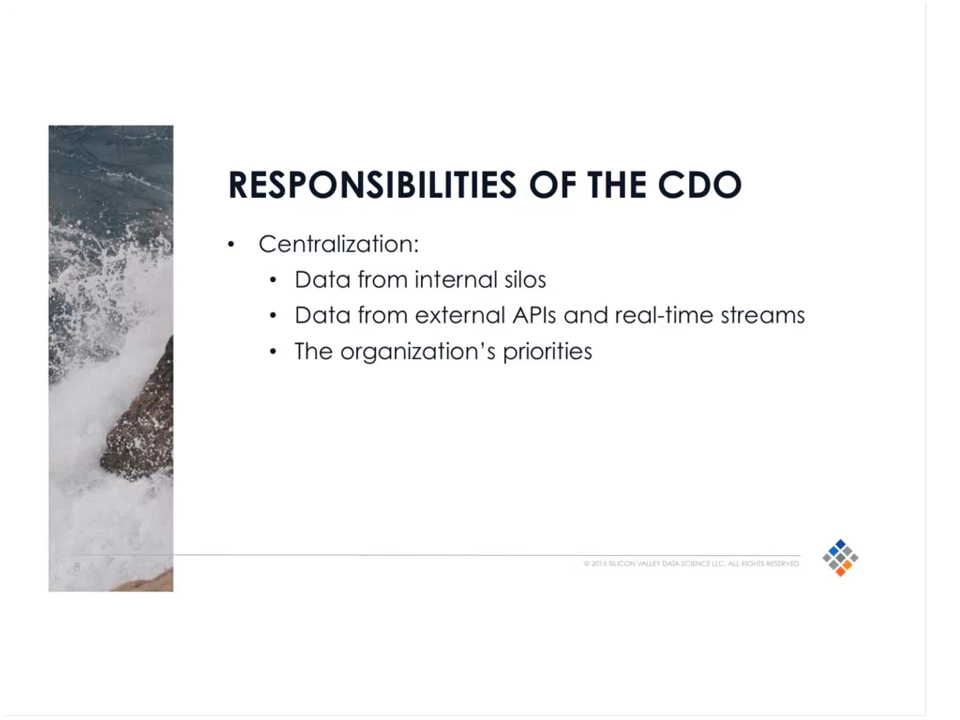 RESPONSIBILITIES OF THE CDO
• Centralization:
• Data from internal silos
• Data from external APIs and real-time streams
• The organization’s priorities
8
© 2015 SILICON VALLEY DATA SCIENCE LLC. ALL RIGHTS RESERVED.